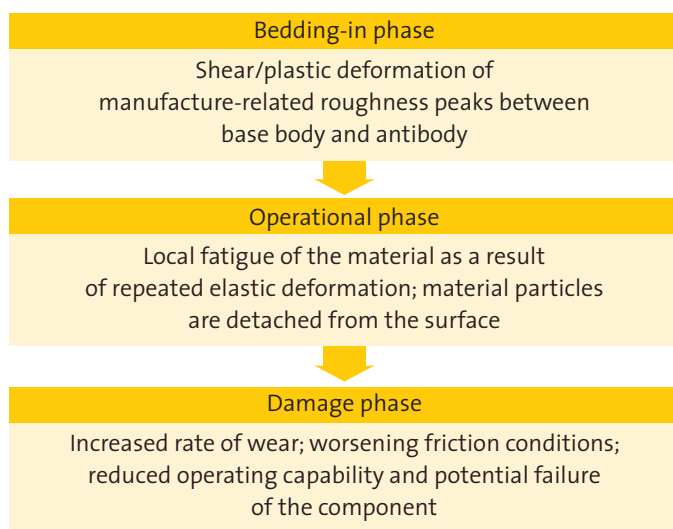 Bedding-in phase
Shear/plastic deformation of
manufacture-related roughness peaks between
base body and antibody
Operational phase
Local fatigue of the material as a result
of repeated elastic deformation; material particles
are detached from the surface
Damage phase
Increased rate of wear; worsening friction conditions;
reduced operating capability and potential failure
of the component